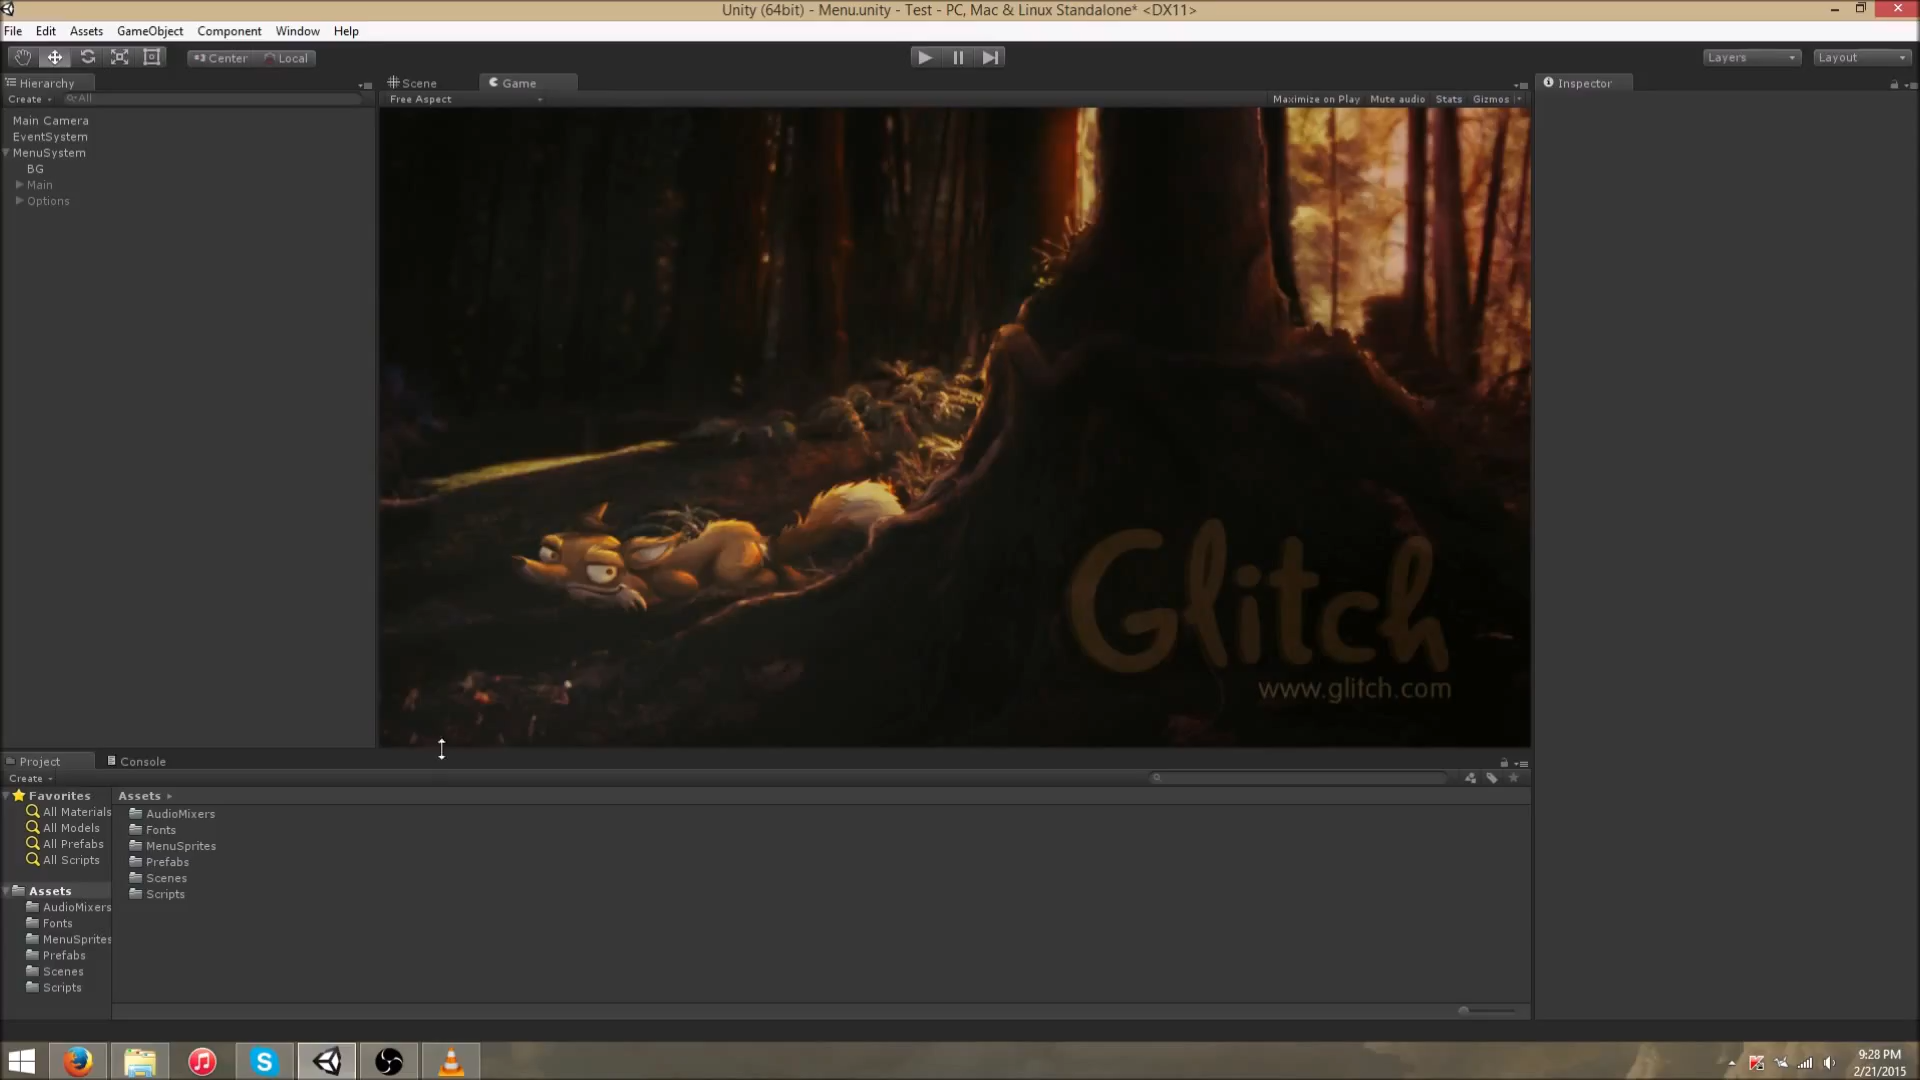 Unity (64bit) - Menu.unity - Test - PC, Mac & Linux Standalone* <DX11>
File Edit Assets GameObject Component Window Help
Center Local
Layers Layout
Hierarchy
Create All
Main Camera
EventSystem
MenuSystem
BG
Main
Options
Scene Game
Free Aspect
Maximize on Play Mute audio Stats Gizmos
Inspector
Glitch
www.glitch.com
Project Console
Create
Favorites
All Materials
All Models
All Prefabs
All Scripts
Assets
AudioMixers
Fonts
MenuSprites
Prefabs
Scenes
Scripts
Assets
AudioMixers
Fonts
MenuSprites
Prefabs
Scenes
Scripts
9:28 PM
2/21/2015